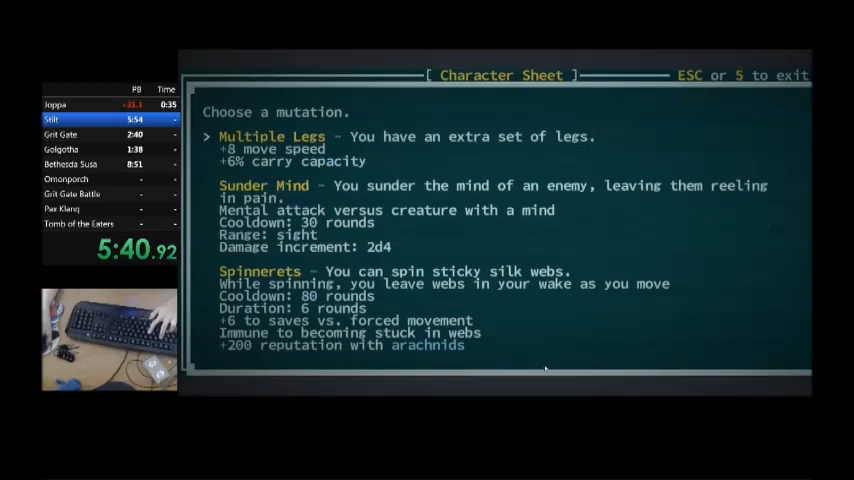 PB Time
Joppa +23.1 0:35
Stilt 5:54 -
Grit Gate 2:40 -
Golgotha 1:38 -
Bethesda Susa 8:51 -
Omonporch - -
Grit Gate Battle - -
Pax Klanq - -
Tomb of the Eaters - -
5:40.92
[ Character Sheet ] ESC or 5 to exit
Choose a mutation.
> Multiple Legs - You have an extra set of legs.
+8 move speed
+6% carry capacity
Sunder Mind - You sunder the mind of an enemy, leaving them reeling
in pain.
Mental attack versus creature with a mind
Cooldown: 30 rounds
Range: sight
Damage increment: 2d4
Spinnerets - You can spin sticky silk webs.
While spinning, you leave webs in your wake as you move
Cooldown: 80 rounds
Duration: 6 rounds
+6 to saves vs. forced movement
Immune to becoming stuck in webs
+200 reputation with arachnids